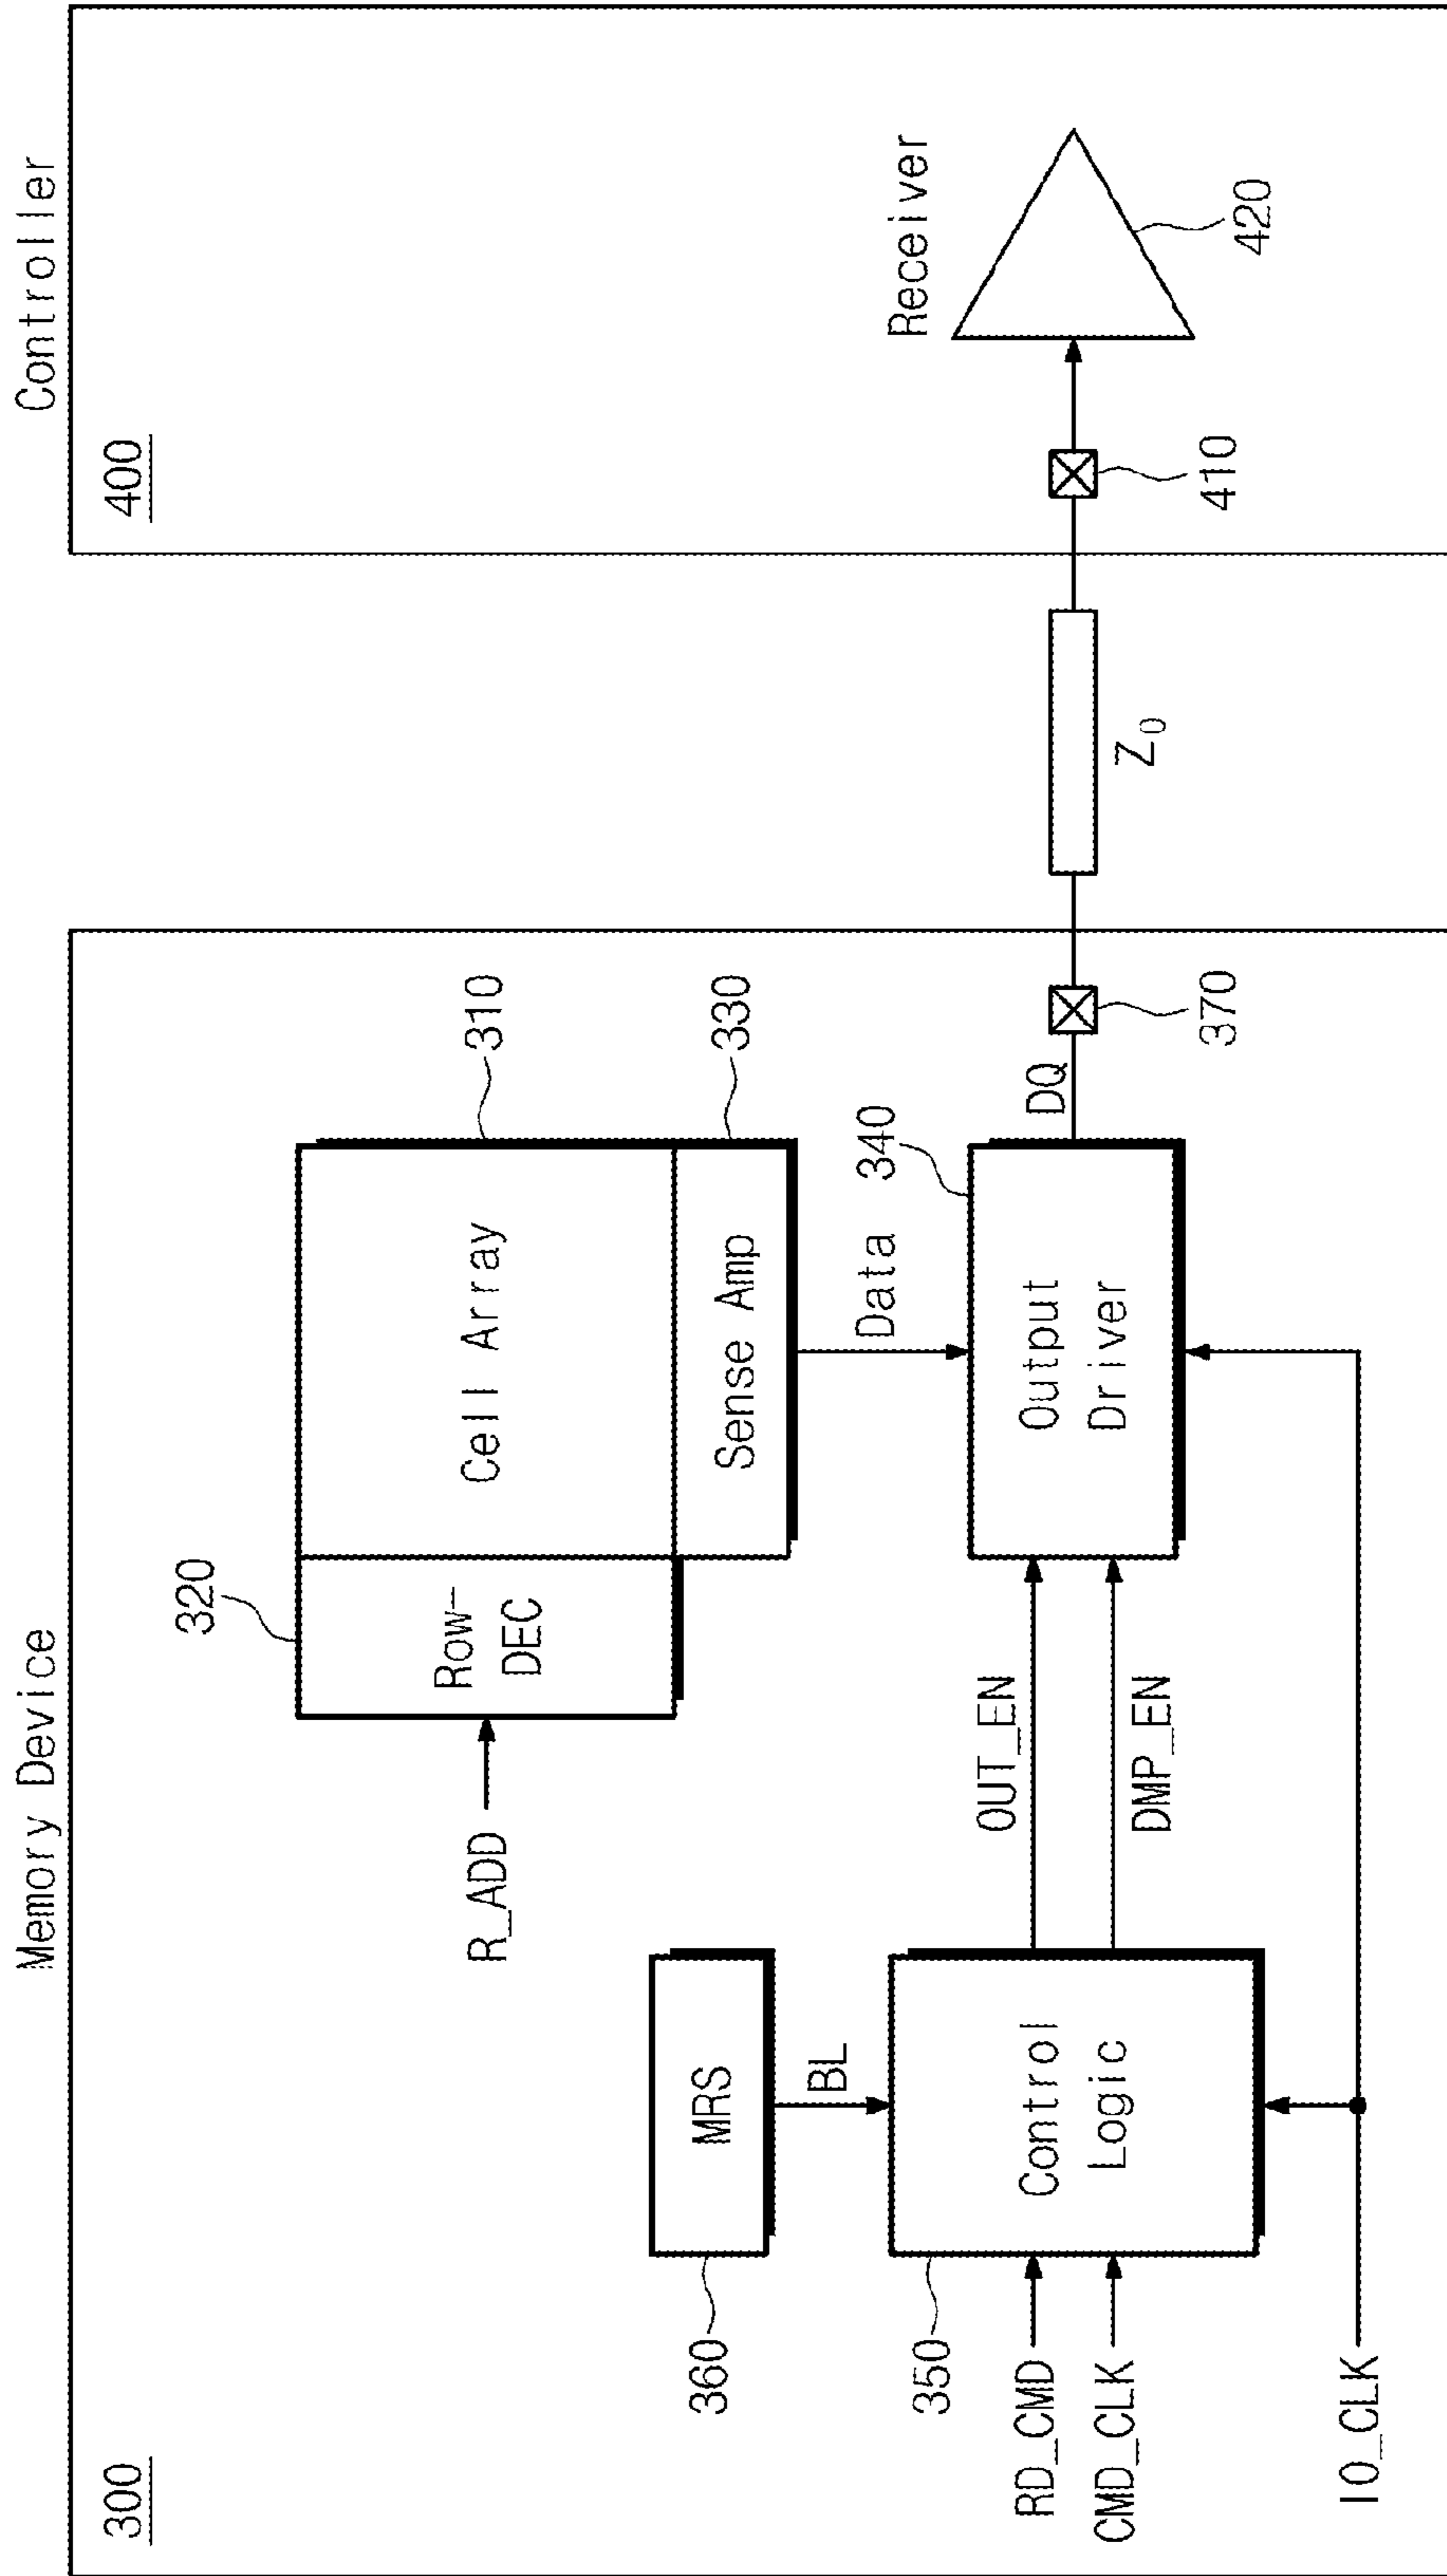 Memory Device
Controller
300
400
320
310
R_ADD
Row-
DEC
Cell Array
330
Sense Amp
360
MRS
BL
Data
340
350
RD_CMD
CMD_CLK
Control
Logic
OUT_EN
DMP_EN
Output
Driver
DQ
370
Z0
410
Receiver
420
IO_CLK